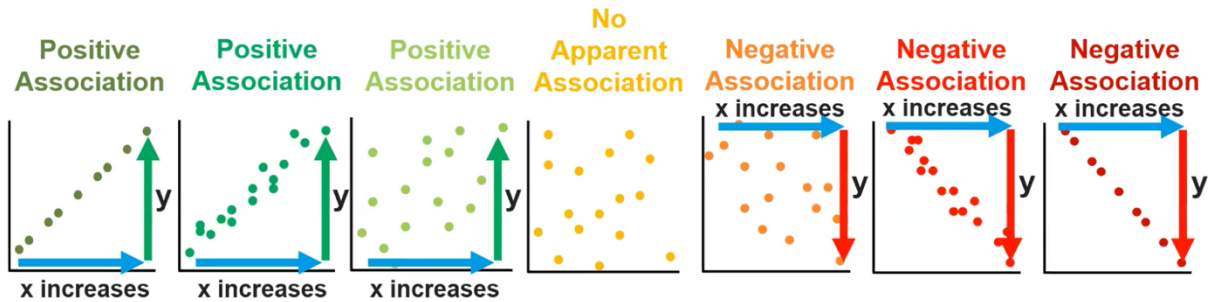 Positive
Association
x increases
y
Positive
Association
x increases
y
Positive
Association
x increases
y
No
Apparent
Association
Negative
Association
x increases
y
Negative
Association
x increases
y
Negative
Association
x increases
y